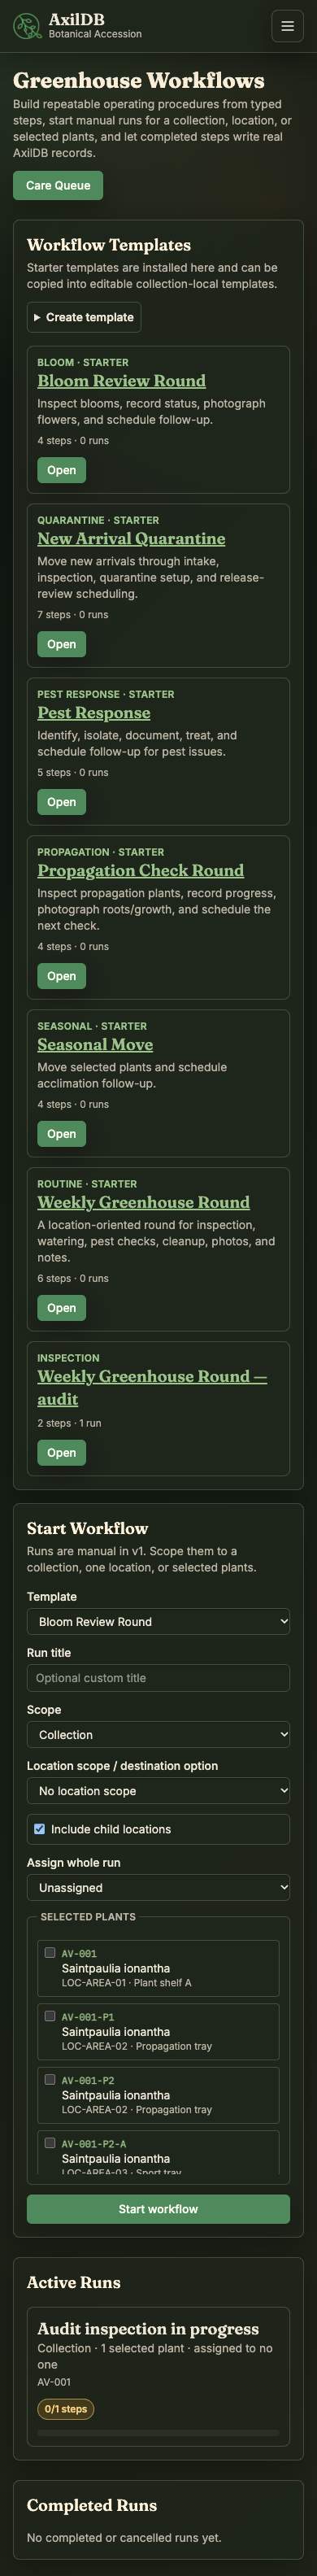 AxilDB
Botanical Accession
Greenhouse Workflows
Build repeatable operating procedures from typed
steps, start manual runs for a collection, location, or
selected plants, and let completed steps write real
AxilDB records.
Care Queue
Workflow Templates
Starter templates are installed here and can be
copied into editable collection-local templates.
▶ Create template
BLOOM · STARTER
Bloom Review Round
Inspect blooms, record status, photograph
flowers, and schedule follow-up.
4 steps · 0 runs
Open
QUARANTINE · STARTER
New Arrival Quarantine
Move new arrivals through intake,
inspection, quarantine setup, and release-
review scheduling.
7 steps · 0 runs
Open
PEST RESPONSE · STARTER
Pest Response
Identify, isolate, document, treat, and
schedule follow-up for pest issues.
5 steps · 0 runs
Open
PROPAGATION · STARTER
Propagation Check Round
Inspect propagation plants, record progress,
photograph roots/growth, and schedule the
next check.
4 steps · 0 runs
Open
SEASONAL · STARTER
Seasonal Move
Move selected plants and schedule
acclimation follow-up.
4 steps · 0 runs
Open
ROUTINE · STARTER
Weekly Greenhouse Round
A location-oriented round for inspection,
watering, pest checks, cleanup, photos, and
notes.
6 steps · 0 runs
Open
INSPECTION
Weekly Greenhouse Round —
audit
2 steps · 1 run
Open
Start Workflow
Runs are manual in v1. Scope them to a
collection, one location, or selected plants.
Template
Bloom Review Round
Run title
Optional custom title
Scope
Collection
Location scope / destination option
No location scope
Include child locations
Assign whole run
Unassigned
SELECTED PLANTS
AV-001
Saintpaulia ionantha
LOC-AREA-01 · Plant shelf A
AV-001-P1
Saintpaulia ionantha
LOC-AREA-02 · Propagation tray
AV-001-P2
Saintpaulia ionantha
LOC-AREA-02 · Propagation tray
AV-001-P2-A
Saintpaulia ionantha
LOC-AREA-03 · Sport tray
Start workflow
Active Runs
Audit inspection in progress
Collection · 1 selected plant · assigned to no
one
AV-001
0/1 steps
Completed Runs
No completed or cancelled runs yet.